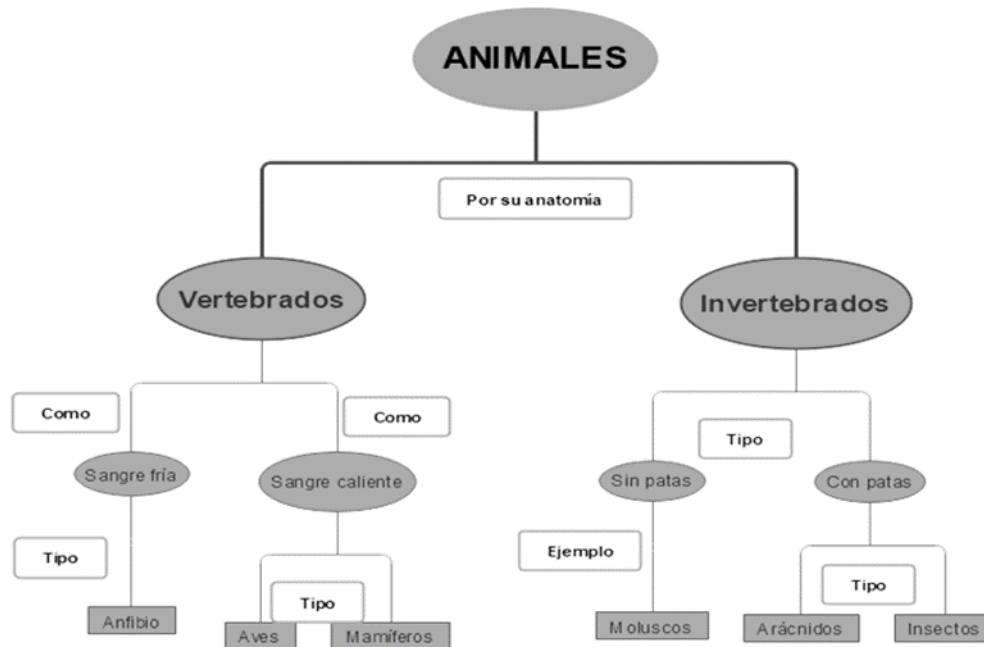 ANIMALES
Por su anatomía
Vertebrados
Invertebrados
Como
Como
Tipo
Sangre fría
Sangre caliente
Sin patas
Con patas
Tipo
Ejemplo
Tipo
Tipo
Anfibio
Aves
Mamíferos
Moluscos
Arácnidos
Insectos